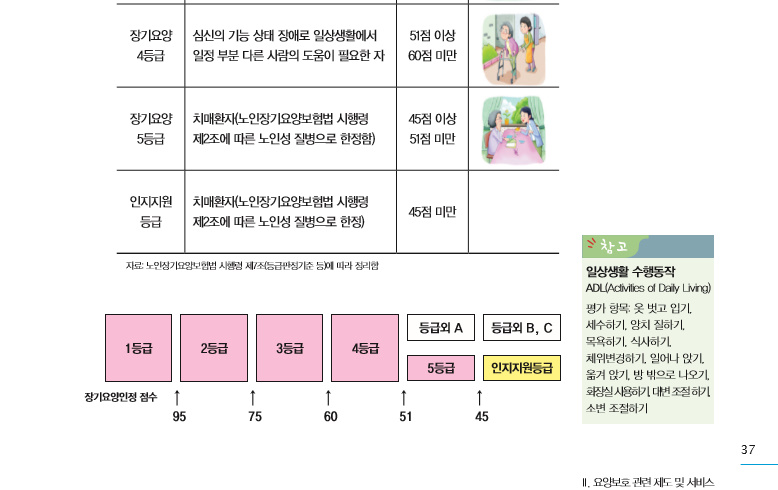 장기요양
4등급
심신의 기능 상태 장애로 일상생활에서
일정 부분 다른 사람의 도움이 필요한 자
51점 이상
60점 미만
장기요양
5등급
치매환자(노인장기요양보험법 시행령
제2조에 따른 노인성 질병으로 한정함)
45점 이상
51점 미만
인지지원
등급
치매환자(노인장기요양보험법 시행령
제2조에 따른 노인성 질병으로 한정)
45점 미만
자료: 노인장기요양보험법 시행령 제7조(등급판정기준 등)에 따라 정리함
1등급
2등급
3등급
4등급
등급외 A
등급외 B, C
5등급
인지지원등급
장기요양인정 점수
95
75
60
51
45
참고
일상생활 수행동작
ADL(Activities of Daily Living)
평가 항목: 옷 벗고 입기,
세수하기, 양치 질하기,
목욕하기, 식사하기,
체위변경하기, 일어나 앉기,
옮겨 앉기, 방 밖으로 나오기,
화장실 사용하기, 대변 조절 하기,
소변 조절하기
37
Ⅱ. 요양보호 관련 제도 및 서비스